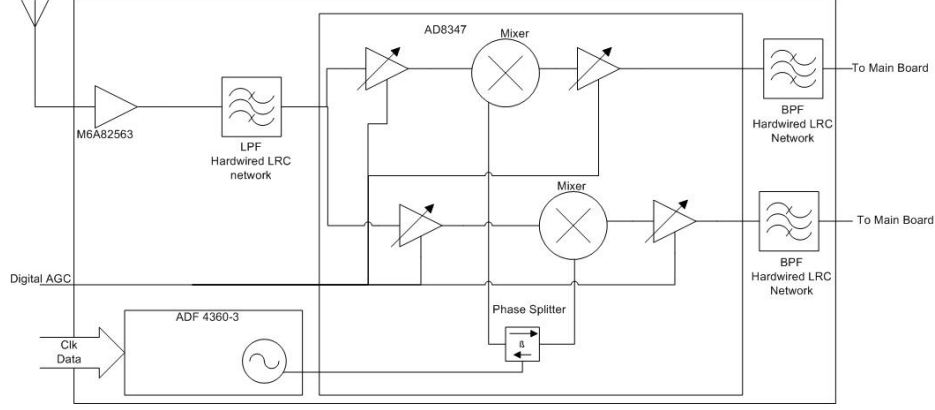 AD8347
Mixer
To Main Board
M6A82563
LPF
Hardwired LRC
network
BPF
Hardwired LRC
Network
Mixer
To Main Board
BPF
Hardwired LRC
Network
Digital AGC
Phase Splitter
ADF 4360-3
ß
Clk
Data